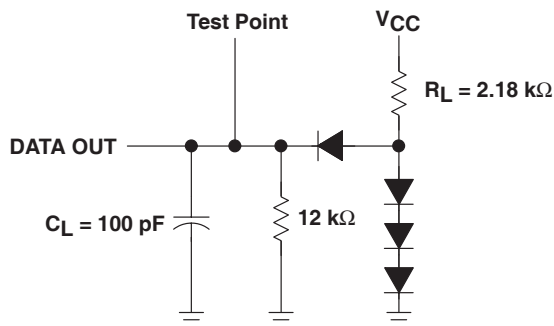 Test Point
VCC
RL = 2.18 kΩ
DATA OUT
CL = 100 pF
12 kΩ